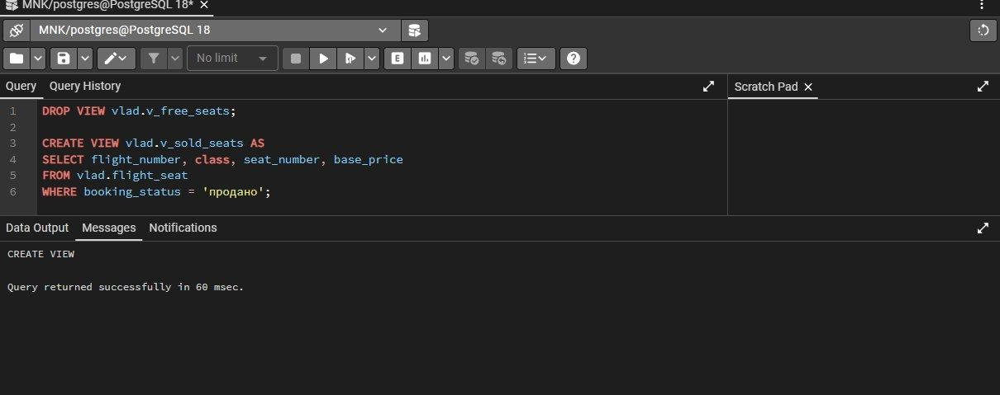 MNK/postgres@PostgreSQL 18*
MNK/postgres@PostgreSQL 18
No limit
E
Query
Query History
Scratch Pad
1 DROP VIEW vlad.v_free_seats;
2
3 CREATE VIEW vlad.v_sold_seats AS
4 SELECT flight_number, class, seat_number, base_price
5 FROM vlad.flight_seat
6 WHERE booking_status = 'продано';
Data Output
Messages
Notifications
CREATE VIEW
Query returned successfully in 60 msec.